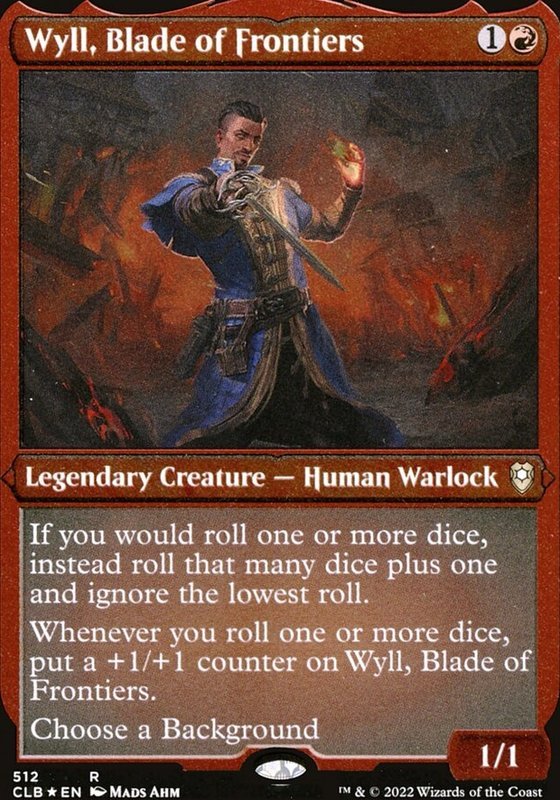 Wyll, Blade of Frontiers 1
Legendary Creature — Human Warlock
If you would roll one or more dice,
instead roll that many dice plus one
and ignore the lowest roll.
Whenever you roll one or more dice,
put a +1/+1 counter on Wyll, Blade of
Frontiers.
Choose a Background
1/1
512 R
CLB★EN Mads Ahm
™ & © 2022 Wizards of the Coast